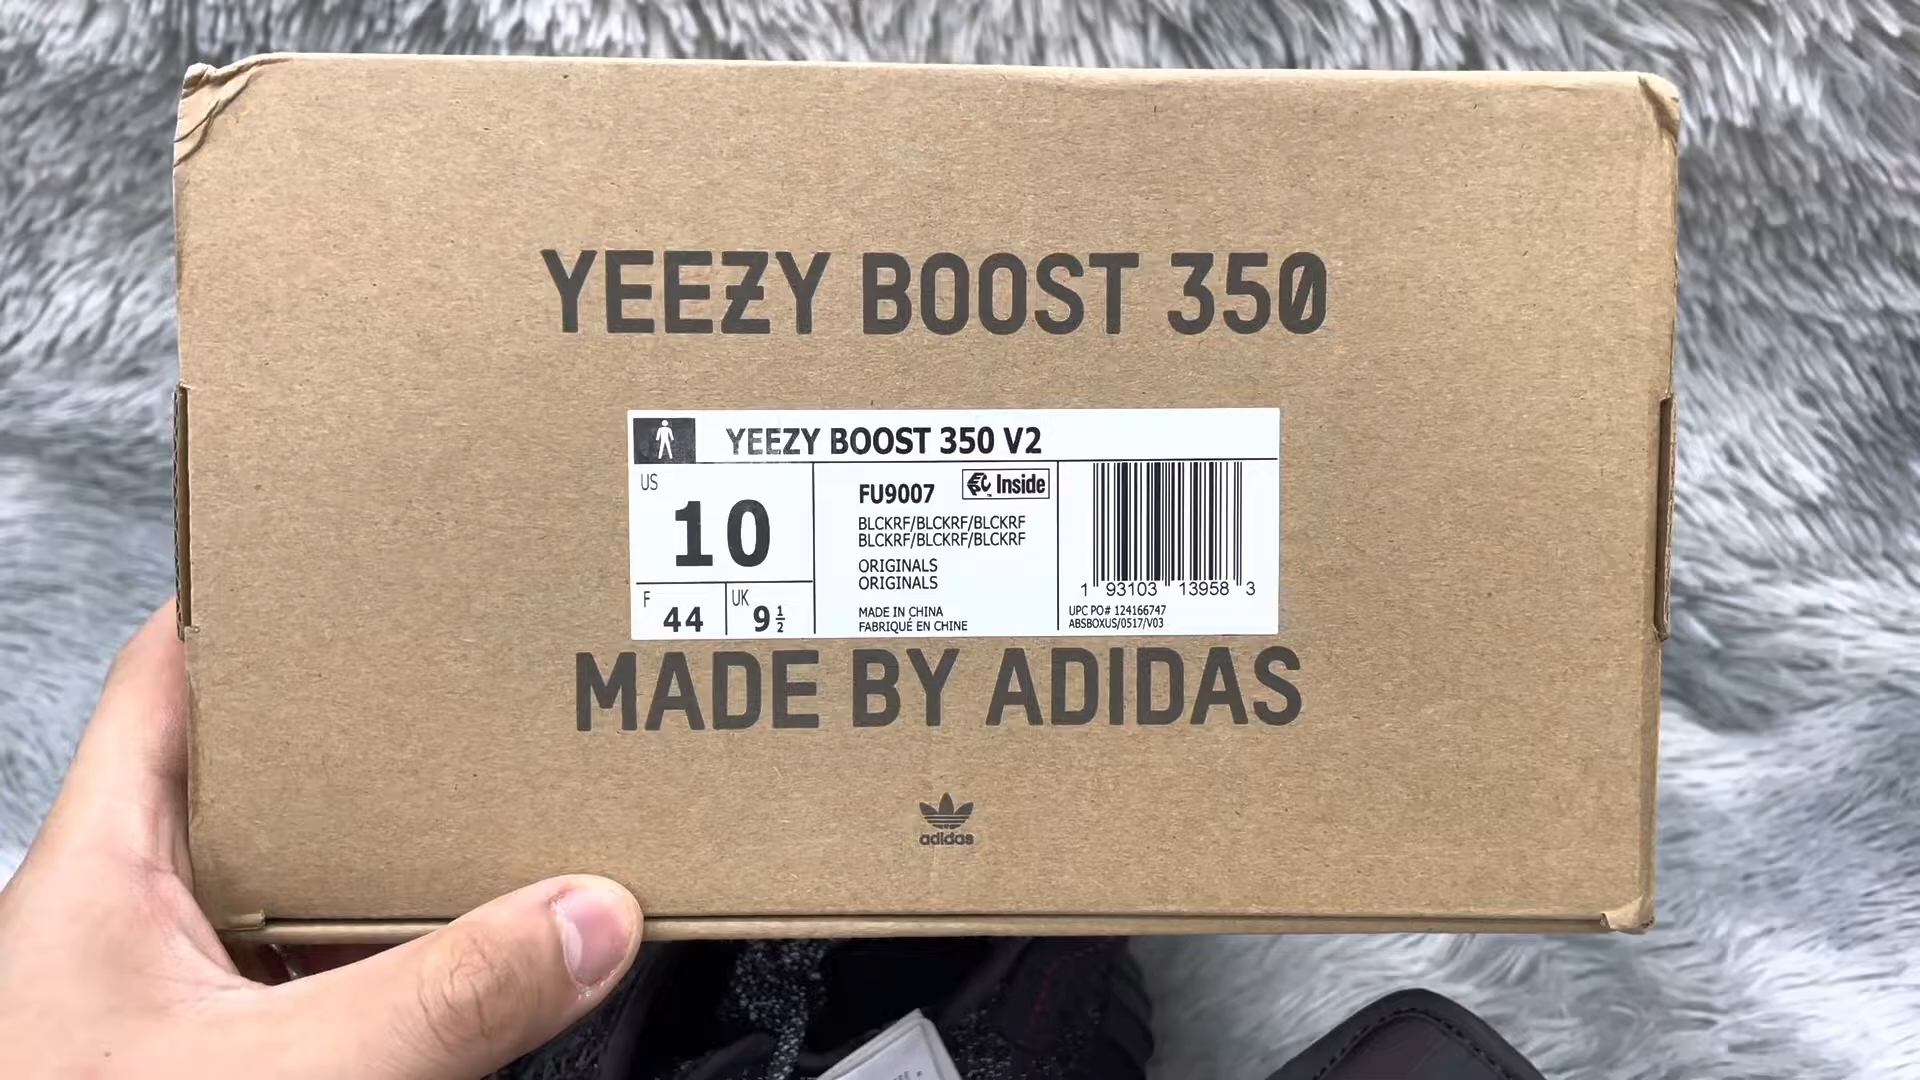 YEEZY BOOST 350
YEEZY BOOST 350 V2
US
10
F
44
UK
9 1/2
FU9007
Inside
BLCKRF/BLCKRF/BLCKRF
BLCKRF/BLCKRF/BLCKRF
ORIGINALS
ORIGINALS
MADE IN CHINA
FABRIQUÉ EN CHINE
1 93103 13958 3
UPC PO# 124166747
ABSBOXUS/0517/V03
MADE BY ADIDAS
adidas